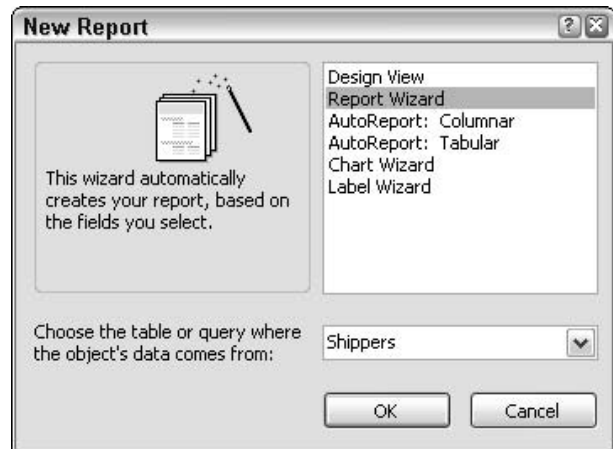 New Report
Design View
Report Wizard
AutoReport: Columnar
AutoReport: Tabular
Chart Wizard
Label Wizard
This wizard automatically
creates your report, based on
the fields you select.
Choose the table or query where
the object's data comes from:
Shippers
OK
Cancel